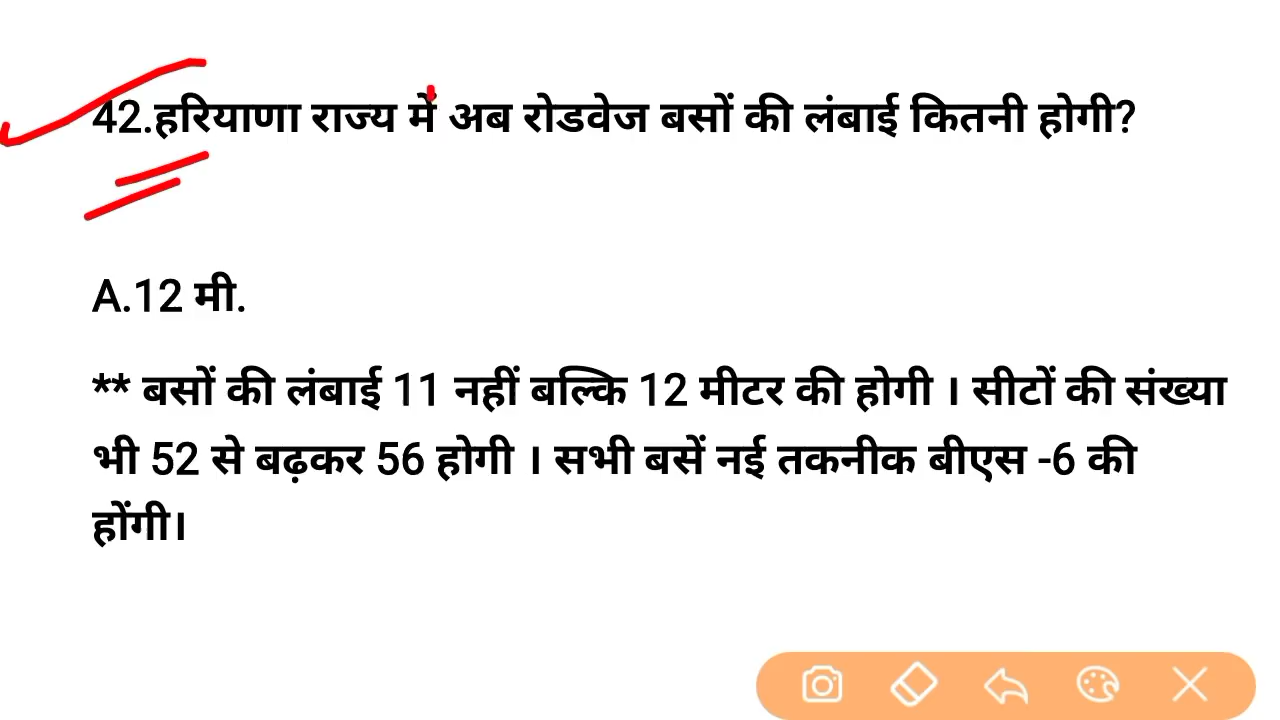 42.हरियाणा राज्य में अब रोडवेज बसों की लंबाई कितनी होगी?
A.12 मी.
** बसों की लंबाई 11 नहीं बल्कि 12 मीटर की होगी । सीटों की संख्या
भी 52 से बढ़कर 56 होगी । सभी बसें नई तकनीक बीएस -6 की
होंगी।